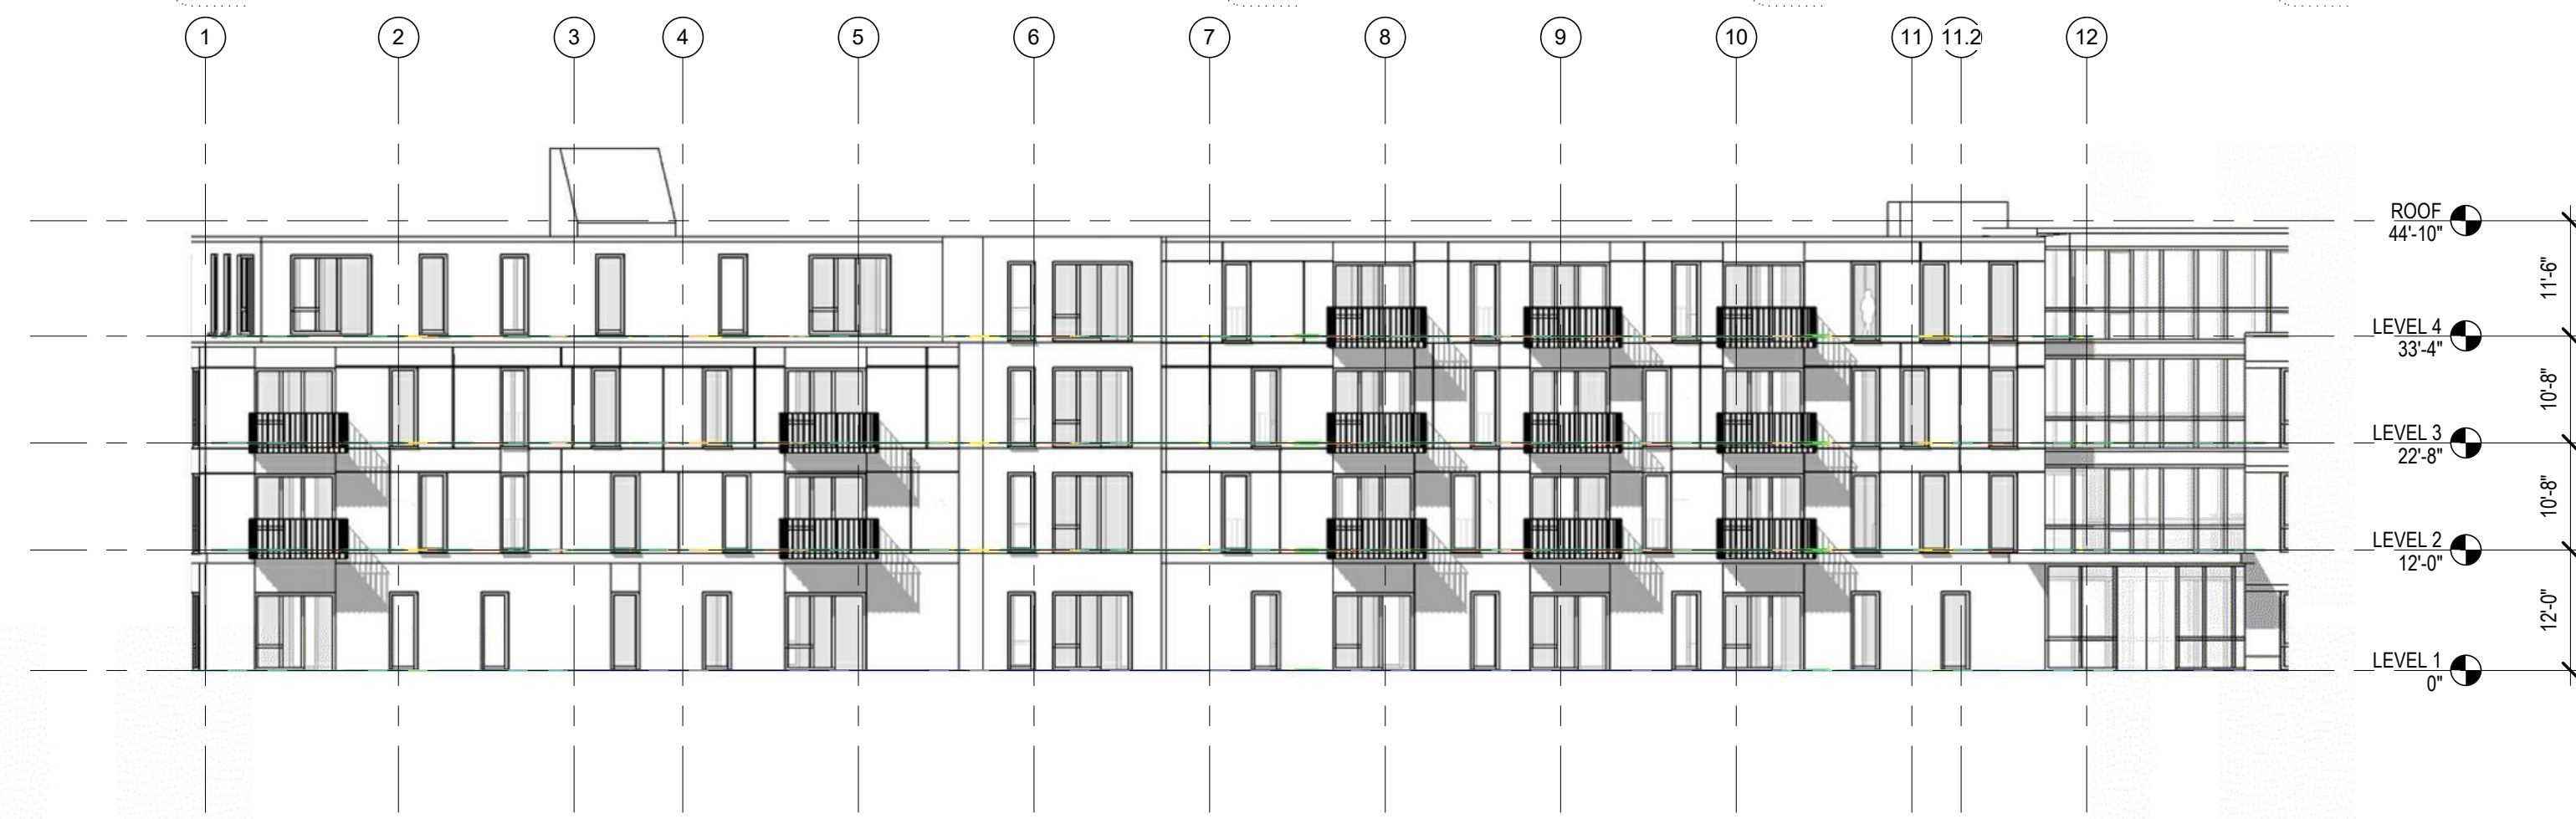 1 2 3 4 5 6 7 8 9 10 11 11.2 12
ROOF
44'-10"
11'-6"
LEVEL 4
33'-4"
10'-8"
LEVEL 3
22'-8"
10'-8"
LEVEL 2
12'-0"
12'-0"
LEVEL 1
0"